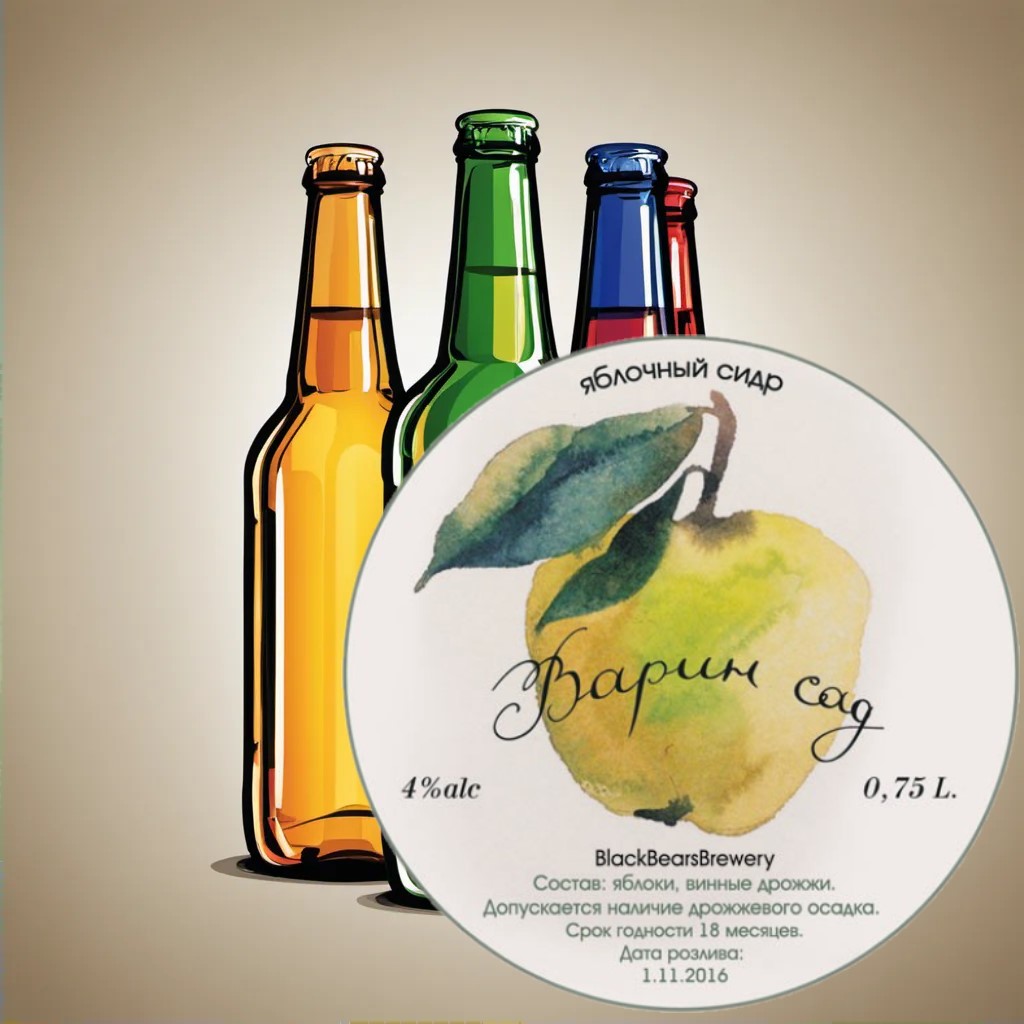 яблочный сидр
Варин сад
4%alc
0,75 L.
BlackBearsBrewery
Состав: яблоки, винные дрожжи.
Допускается наличие дрожжевого осадка.
Срок годности 18 месяцев.
Дата розлива:
1.11.2016